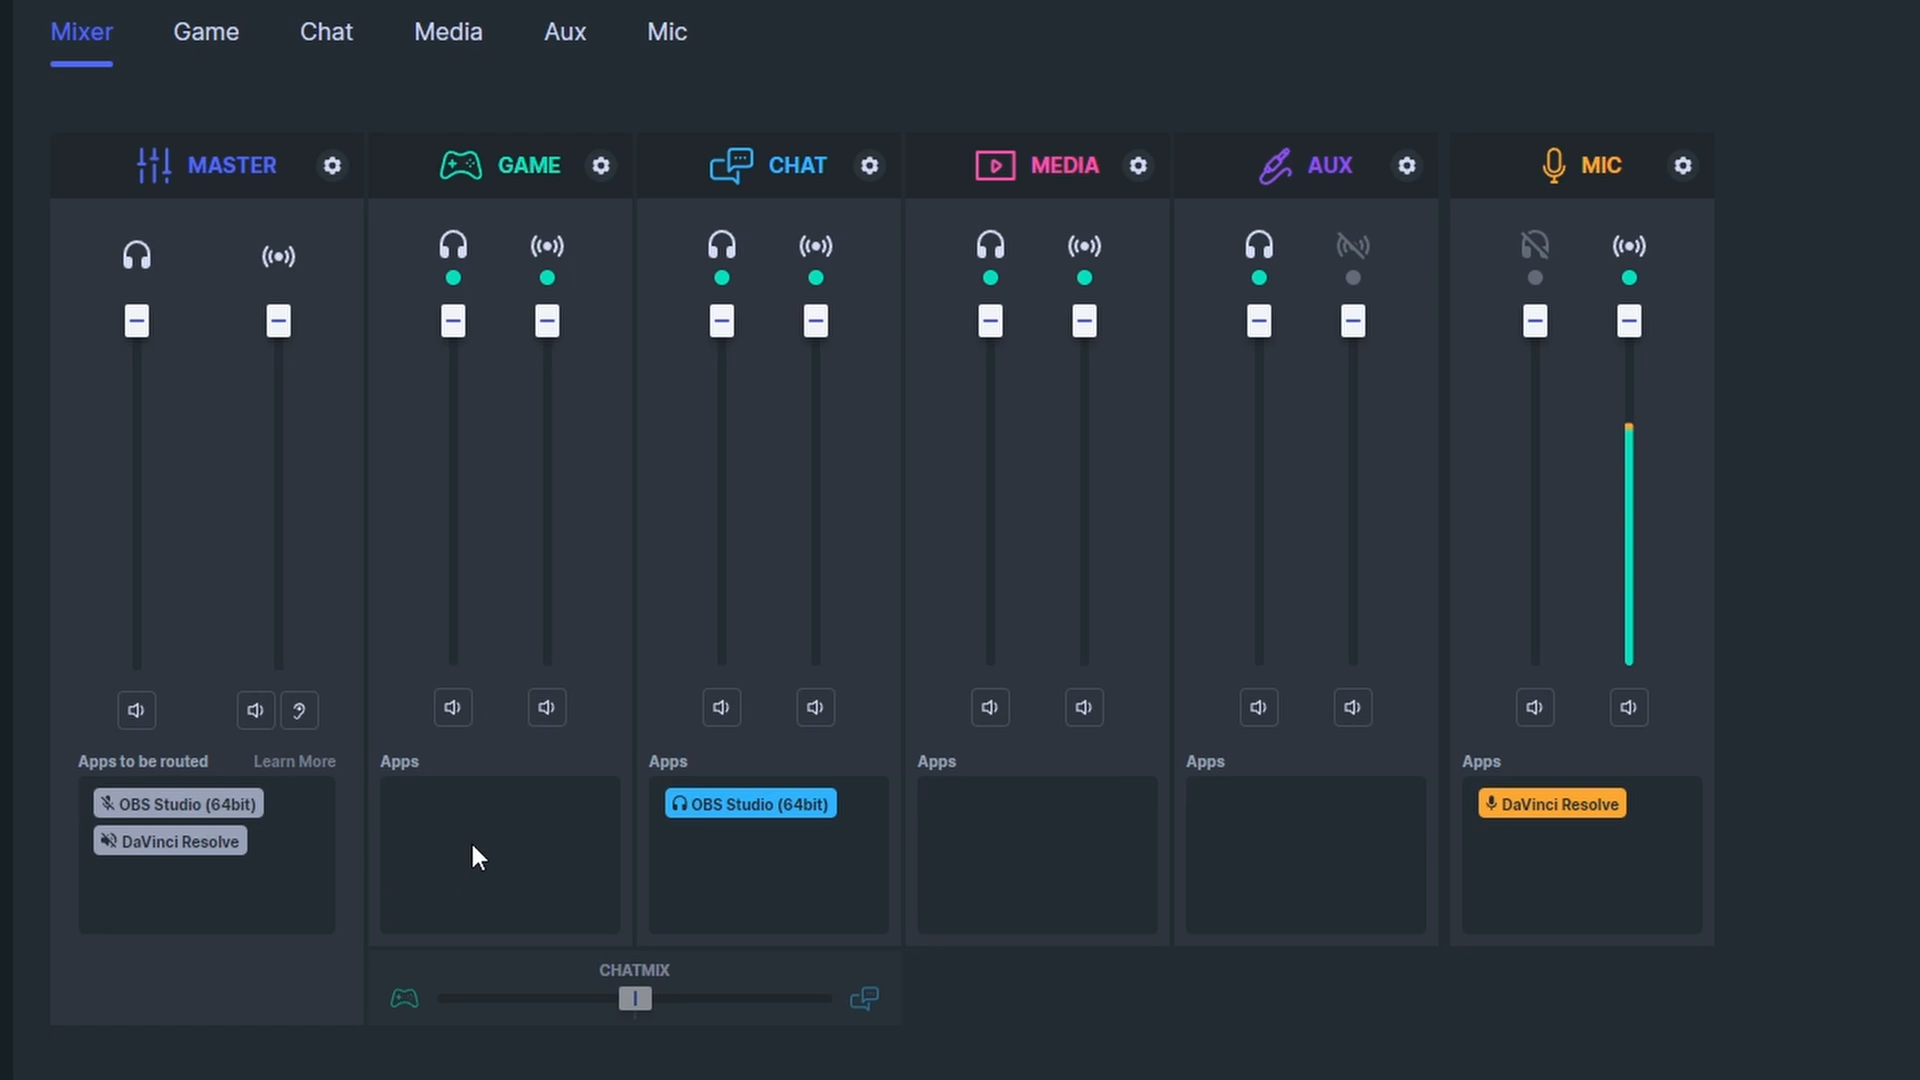 Mixer
Game
Chat
Media
Aux
Mic
MASTER
GAME
CHAT
MEDIA
AUX
MIC
Apps to be routed
Learn More
OBS Studio (64bit)
DaVinci Resolve
Apps
Apps
OBS Studio (64bit)
Apps
Apps
Apps
DaVinci Resolve
CHATMIX